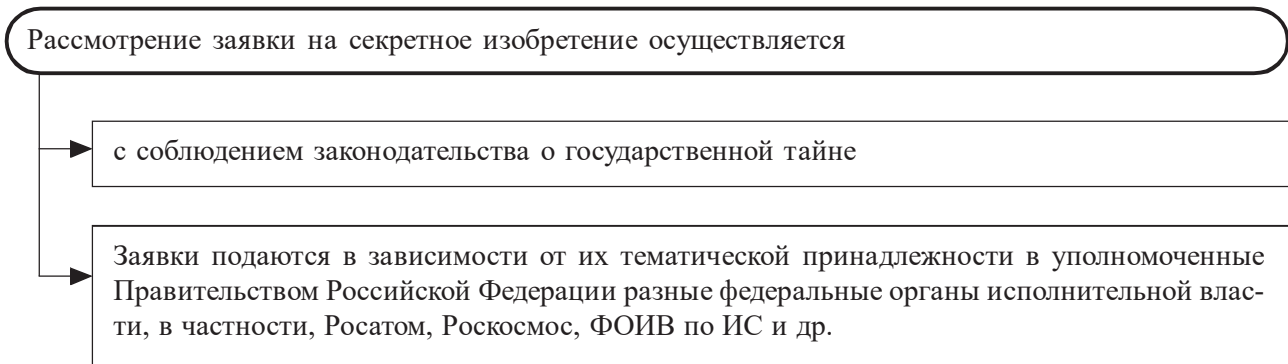 Рассмотрение заявки на секретное изобретение осуществляется
с соблюдением законодательства о государственной тайне
Заявки подаются в зависимости от их тематической принадлежности в уполномоченные
Правительством Российской Федерации разные федеральные органы исполнительной влас-
ти, в частности, Росатом, Роскосмос, ФОИВ по ИС и др.